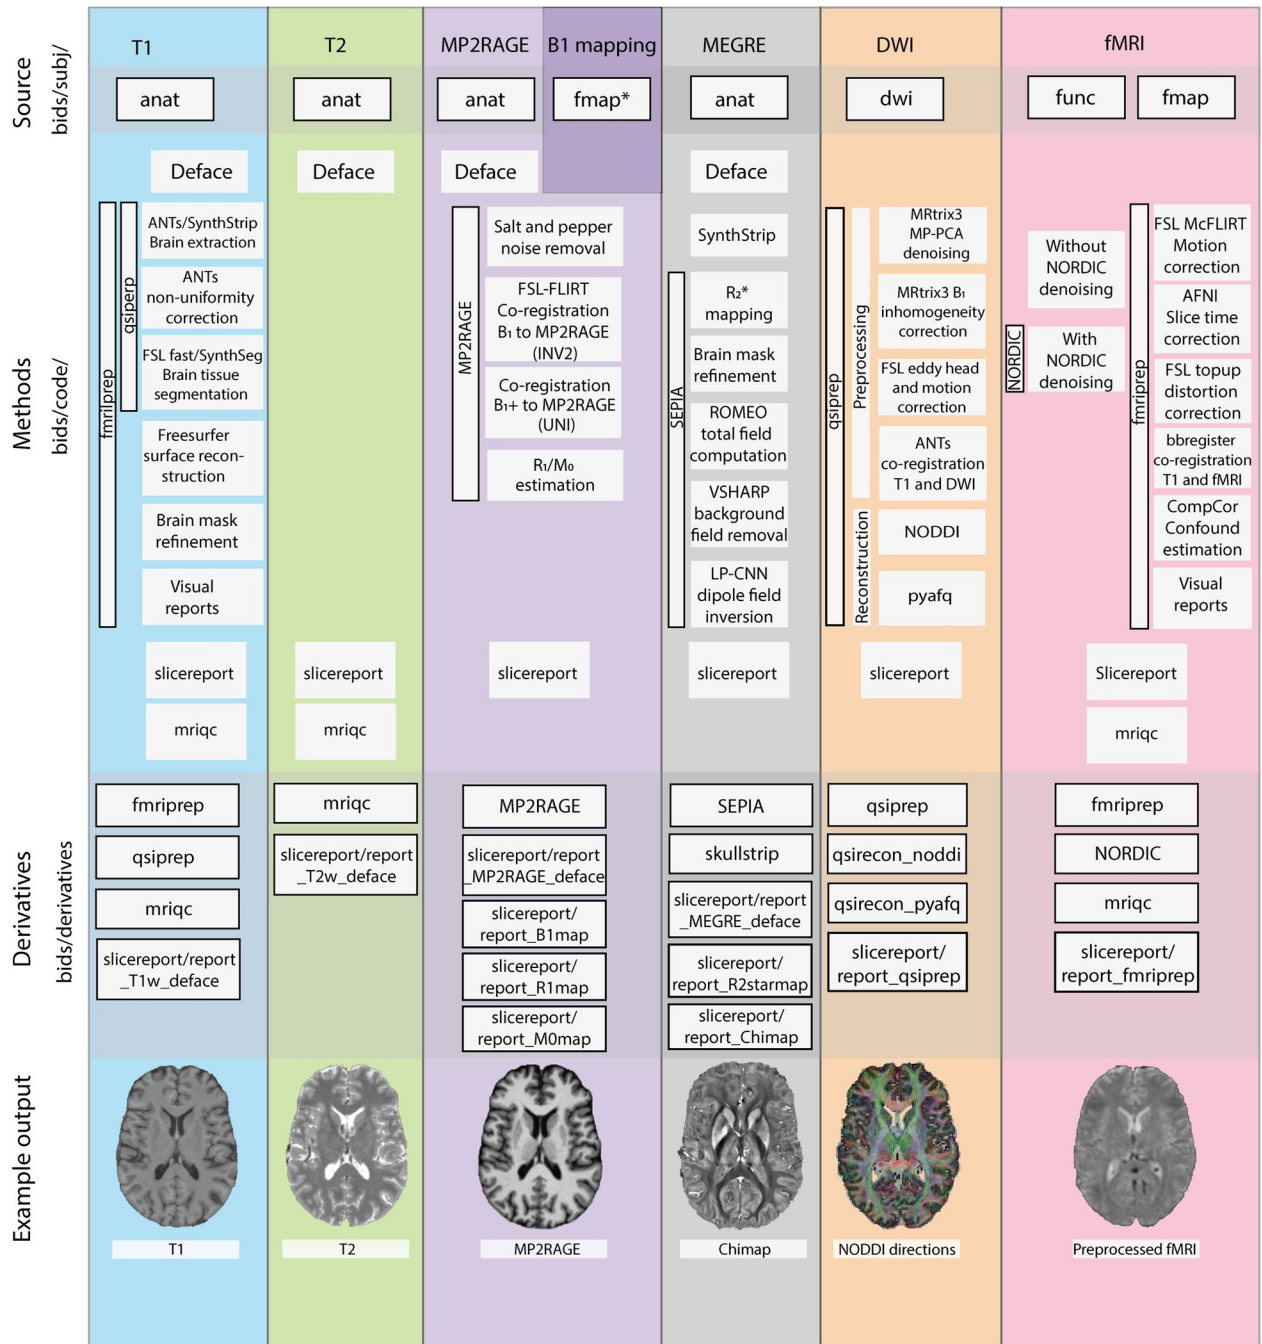 T1
T2
MP2RAGE
B1 mapping
MEGRE
DWI
fMRI
Source
bids/subj/
anat
anat
anat
fmap*
anat
dwi
func
fmap
Methods
bids/code/
Deface
fmrilprep
qsiperp
ANTs/SynthStrip
Brain extraction
ANTs
non-uniformity
correction
FSL fast/SynthSeg
Brain tissue
segmentation
Freesurfer
surface recon-
struction
Brain mask
refinement
Visual
reports
slicereport
mriqc
Deface
slicereport
mriqc
Deface
MP2RAGE
Salt and pepper
noise removal
FSL-FLIRT
Co-registration
B₁ to MP2RAGE
(INV2)
Co-registration
B₁+ to MP2RAGE
(UNI)
R₁/M₀
estimation
slicereport
Deface
SynthStrip
SEPIA
R₂*
mapping
Brain mask
refinement
ROMEO
total field
computation
VSHARP
background
field removal
LP-CNN
dipole field
inversion
slicereport
qsiprep
Preprocessing
MRtrix3
MP-PCA
denoising
MRtrix3 B₁
inhomogeneity
correction
FSL eddy head
and motion
correction
ANTs
co-registration
T1 and DWI
Reconstruction
NODDI
pyafq
slicereport
Without
NORDIC
denoising
NORDIC
With
NORDIC
denoising
fmriprep
FSL McFLIRT
Motion
correction
AFNI
Slice time
correction
FSL topup
distortion
correction
bbregister
co-registration
T1 and fMRI
CompCor
Confound
estimation
Visual
reports
Slicereport
mriqc
Derivatives
bids/derivatives
fmriprep
qsiprep
mriqc
slicereport/report
_T1w_deface
mriqc
slicereport/report
_T2w_deface
MP2RAGE
slicereport/report
_MP2RAGE_deface
slicereport/
report_B1map
slicereport/
report_R1map
slicereport/
report_M0map
SEPIA
skullstrip
slicereport/report
_MEGRE_deface
slicereport/
report_R2starmap
slicereport/
report_Chimap
qsiprep
qsirecon_noddi
qsirecon_pyafq
slicereport/
report_qsiprep
fmriprep
NORDIC
mriqc
slicereport/
report_fmriprep
Example output
T1
T2
MP2RAGE
Chimap
NODDI directions
Preprocessed fMRI